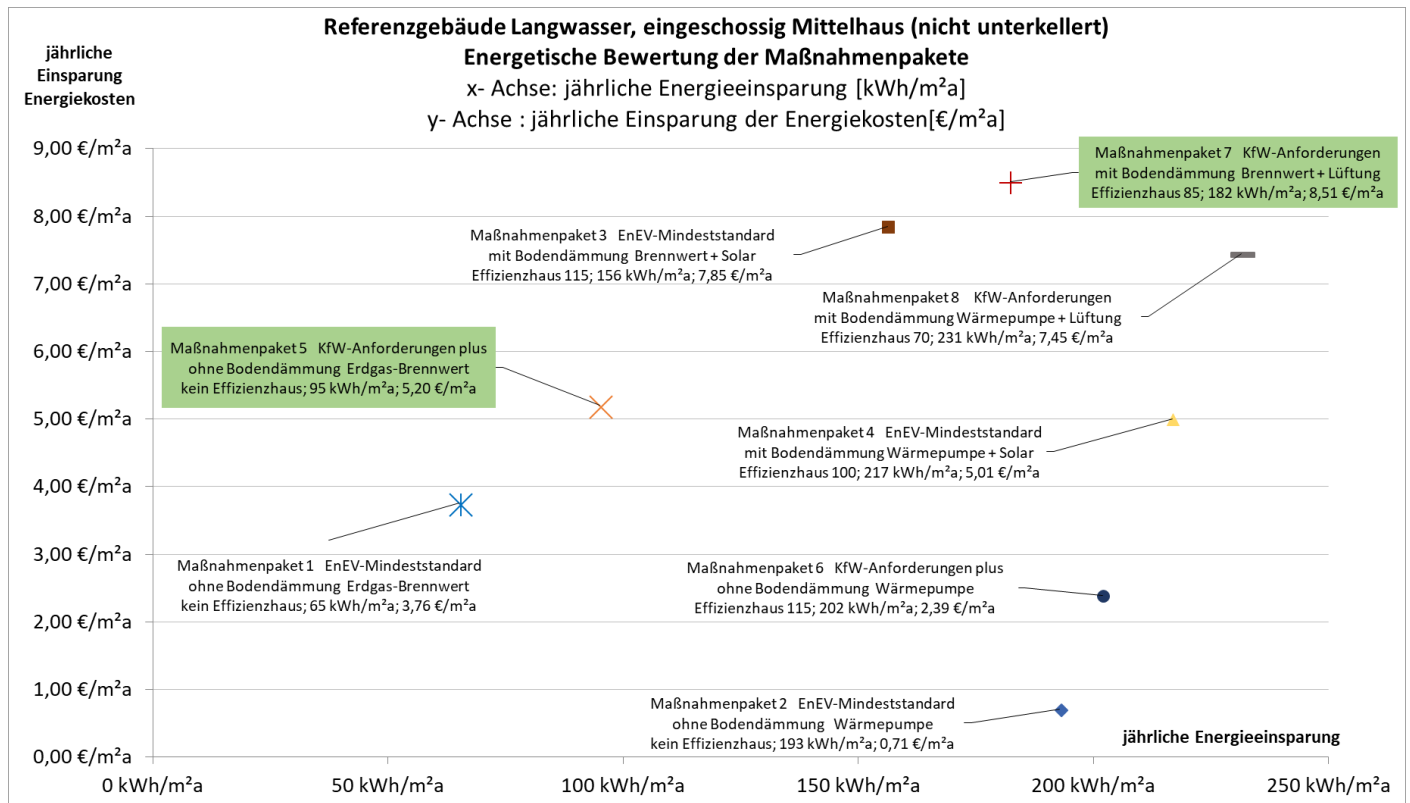 Referenzgebäude Langwasser, eingeschossig Mittelhaus (nicht unterkellert)
Energetische Bewertung der Maßnahmenpakete
x- Achse: jährliche Energieeinsparung [kWh/m²a]
y- Achse : jährliche Einsparung der Energiekosten[€/m²a]
jährliche
Einsparung
Energiekosten
9,00 €/m²a
8,00 €/m²a
7,00 €/m²a
6,00 €/m²a
5,00 €/m²a
4,00 €/m²a
3,00 €/m²a
2,00 €/m²a
1,00 €/m²a
0,00 €/m²a
Maßnahmenpaket 7 KfW-Anforderungen
mit Bodendämmung Brennwert + Lüftung
Effizienzhaus 85; 182 kWh/m²a; 8,51 €/m²a
Maßnahmenpaket 3 EnEV-Mindeststandard
mit Bodendämmung Brennwert + Solar
Effizienzhaus 115; 156 kWh/m²a; 7,85 €/m²a
Maßnahmenpaket 8 KfW-Anforderungen
mit Bodendämmung Wärmepumpe + Lüftung
Effizienzhaus 70; 231 kWh/m²a; 7,45 €/m²a
Maßnahmenpaket 5 KfW-Anforderungen plus
ohne Bodendämmung Erdgas-Brennwert
kein Effizienzhaus; 95 kWh/m²a; 5,20 €/m²a
Maßnahmenpaket 4 EnEV-Mindeststandard
mit Bodendämmung Wärmepumpe + Solar
Effizienzhaus 100; 217 kWh/m²a; 5,01 €/m²a
Maßnahmenpaket 1 EnEV-Mindeststandard
ohne Bodendämmung Erdgas-Brennwert
kein Effizienzhaus; 65 kWh/m²a; 3,76 €/m²a
Maßnahmenpaket 6 KfW-Anforderungen plus
ohne Bodendämmung Wärmepumpe
Effizienzhaus 115; 202 kWh/m²a; 2,39 €/m²a
Maßnahmenpaket 2 EnEV-Mindeststandard
ohne Bodendämmung Wärmepumpe
kein Effizienzhaus; 193 kWh/m²a; 0,71 €/m²a
jährliche Energieeinsparung
0 kWh/m²a
50 kWh/m²a
100 kWh/m²a
150 kWh/m²a
200 kWh/m²a
250 kWh/m²a